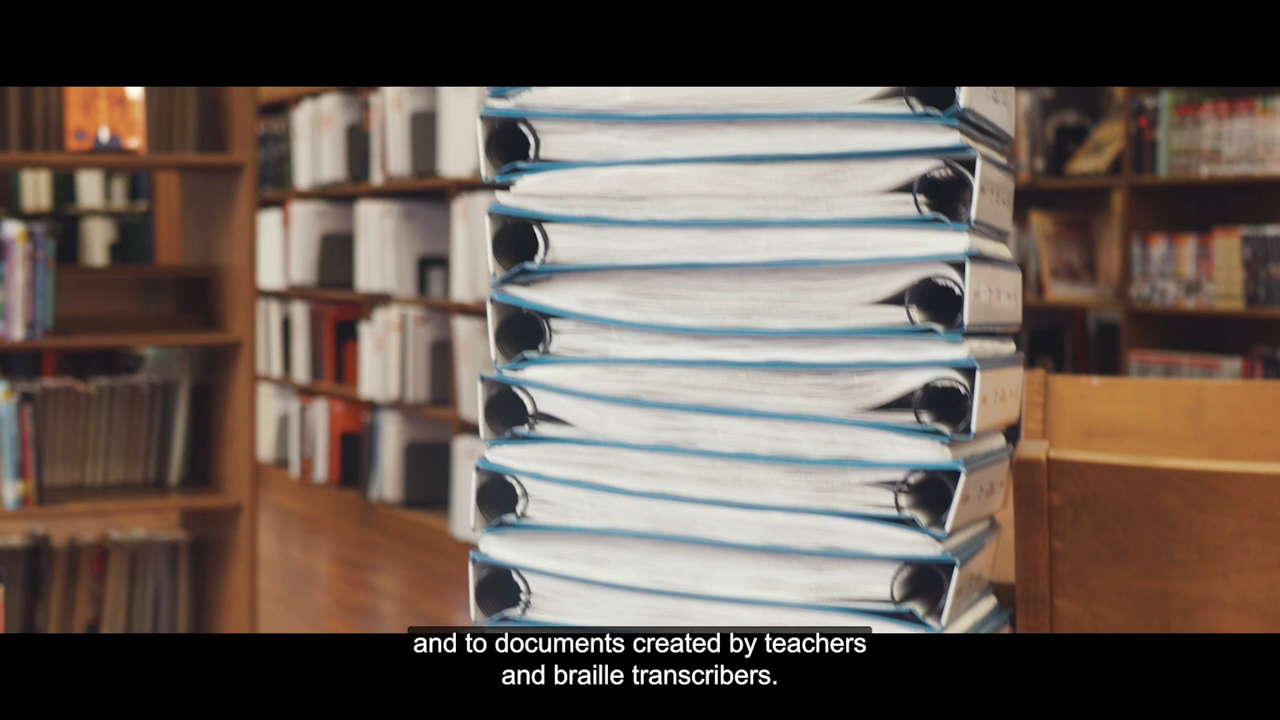 and to documents created by teachers
and braille transcribers.